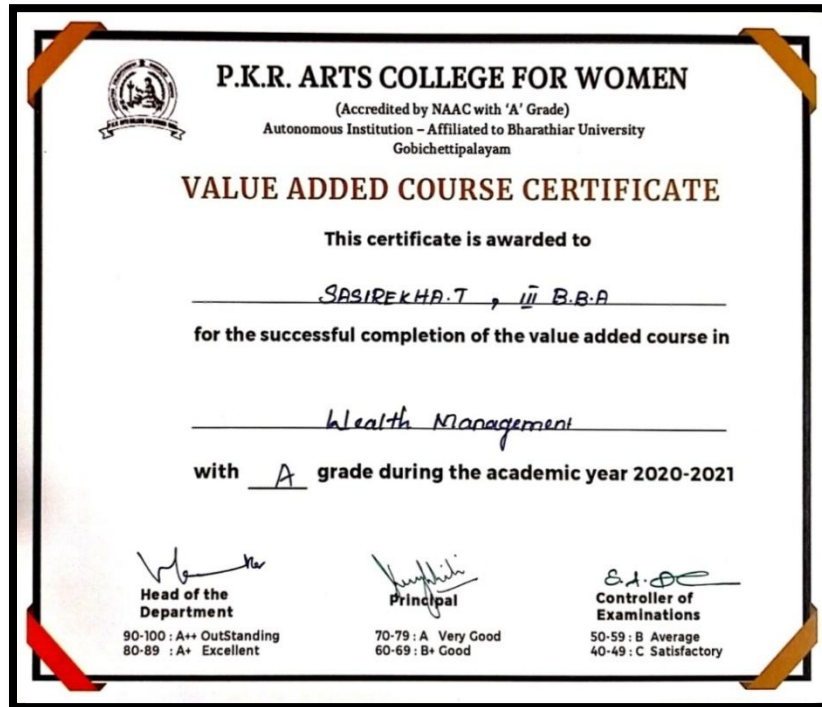 P.K.R. ARTS COLLEGE FOR WOMEN
(Accredited by NAAC with ‘A’ Grade)
Autonomous Institution – Affiliated to Bharathiar University
Gobichettipalayam
VALUE ADDED COURSE CERTIFICATE
This certificate is awarded to
SASIREKHA.T , III B.B.A
for the successful completion of the value added course in
Wealth Management
with A grade during the academic year 2020-2021
Head of the
Department
Principal
Controller of
Examinations
90-100 : A++ OutStanding
80-89 : A+ Excellent
70-79 : A Very Good
60-69 : B+ Good
50-59 : B Average
40-49 : C Satisfactory